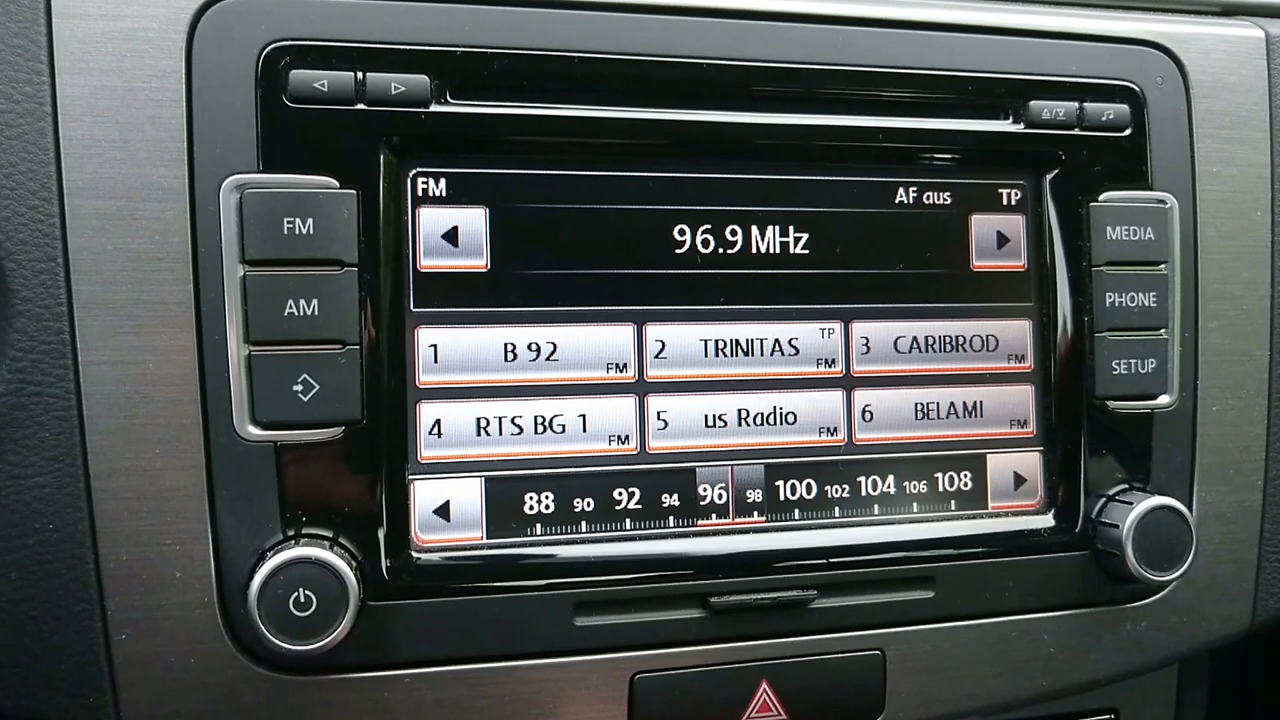 FM
AM
FM
AF aus
TP
96.9 MHz
1 B 92 FM
2 TRINITAS TP FM
3 CARIBROD FM
4 RTS BG 1 FM
5 us Radio FM
6 BELAMI FM
88 90 92 94 96 98 100 102 104 106 108
MEDIA
PHONE
SETUP